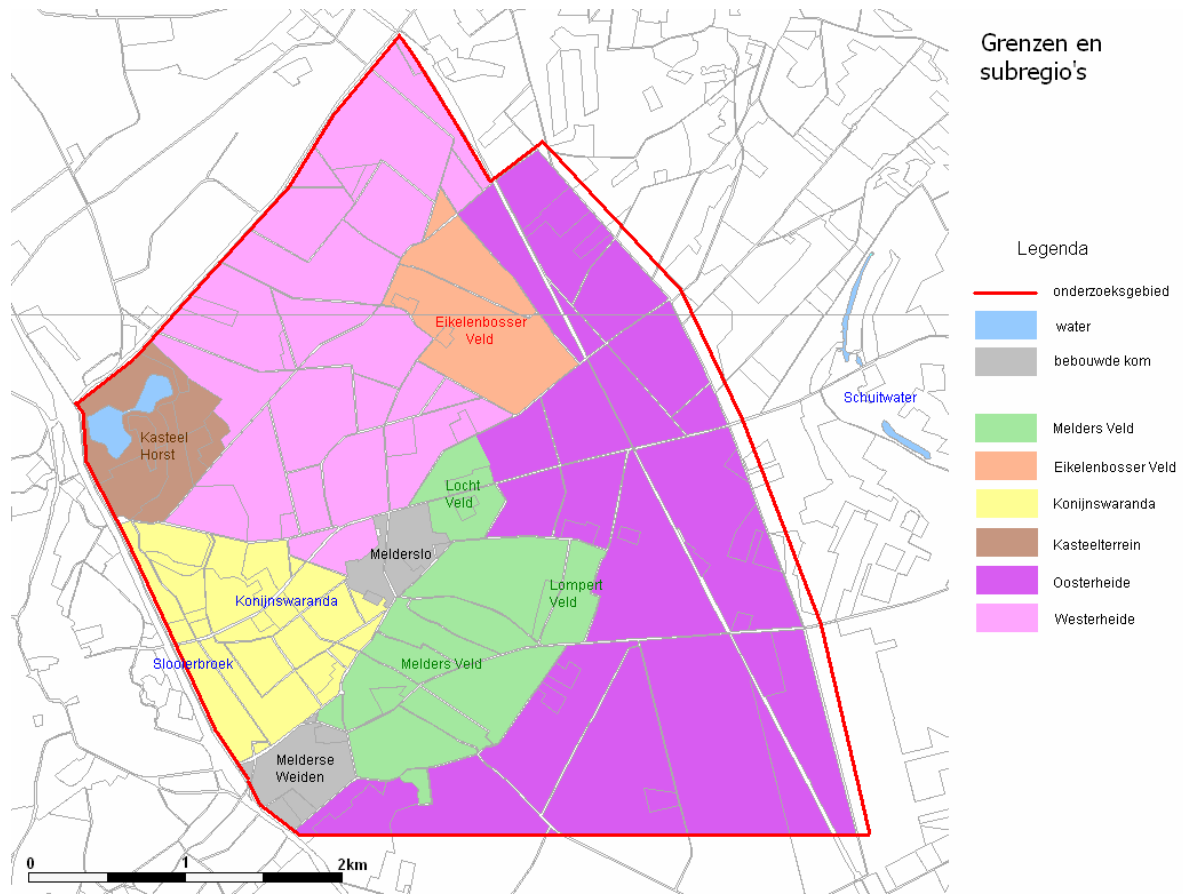 Grenzen en
subregio's
Legenda
onderzoeksgebied
water
bebouwde kom
Melders Veld
Eikelenbosser Veld
Konijnswaranda
Kasteelterrein
Oosterheide
Westerheide
Eikelenbosser
Veld
Schuitwater
Kasteel
Horst
Locht
Veld
Melderslo
Lompert
Veld
Konijnswaranda
Slooierbroek
Melders Veld
Melderse
Weiden
0 1 2km